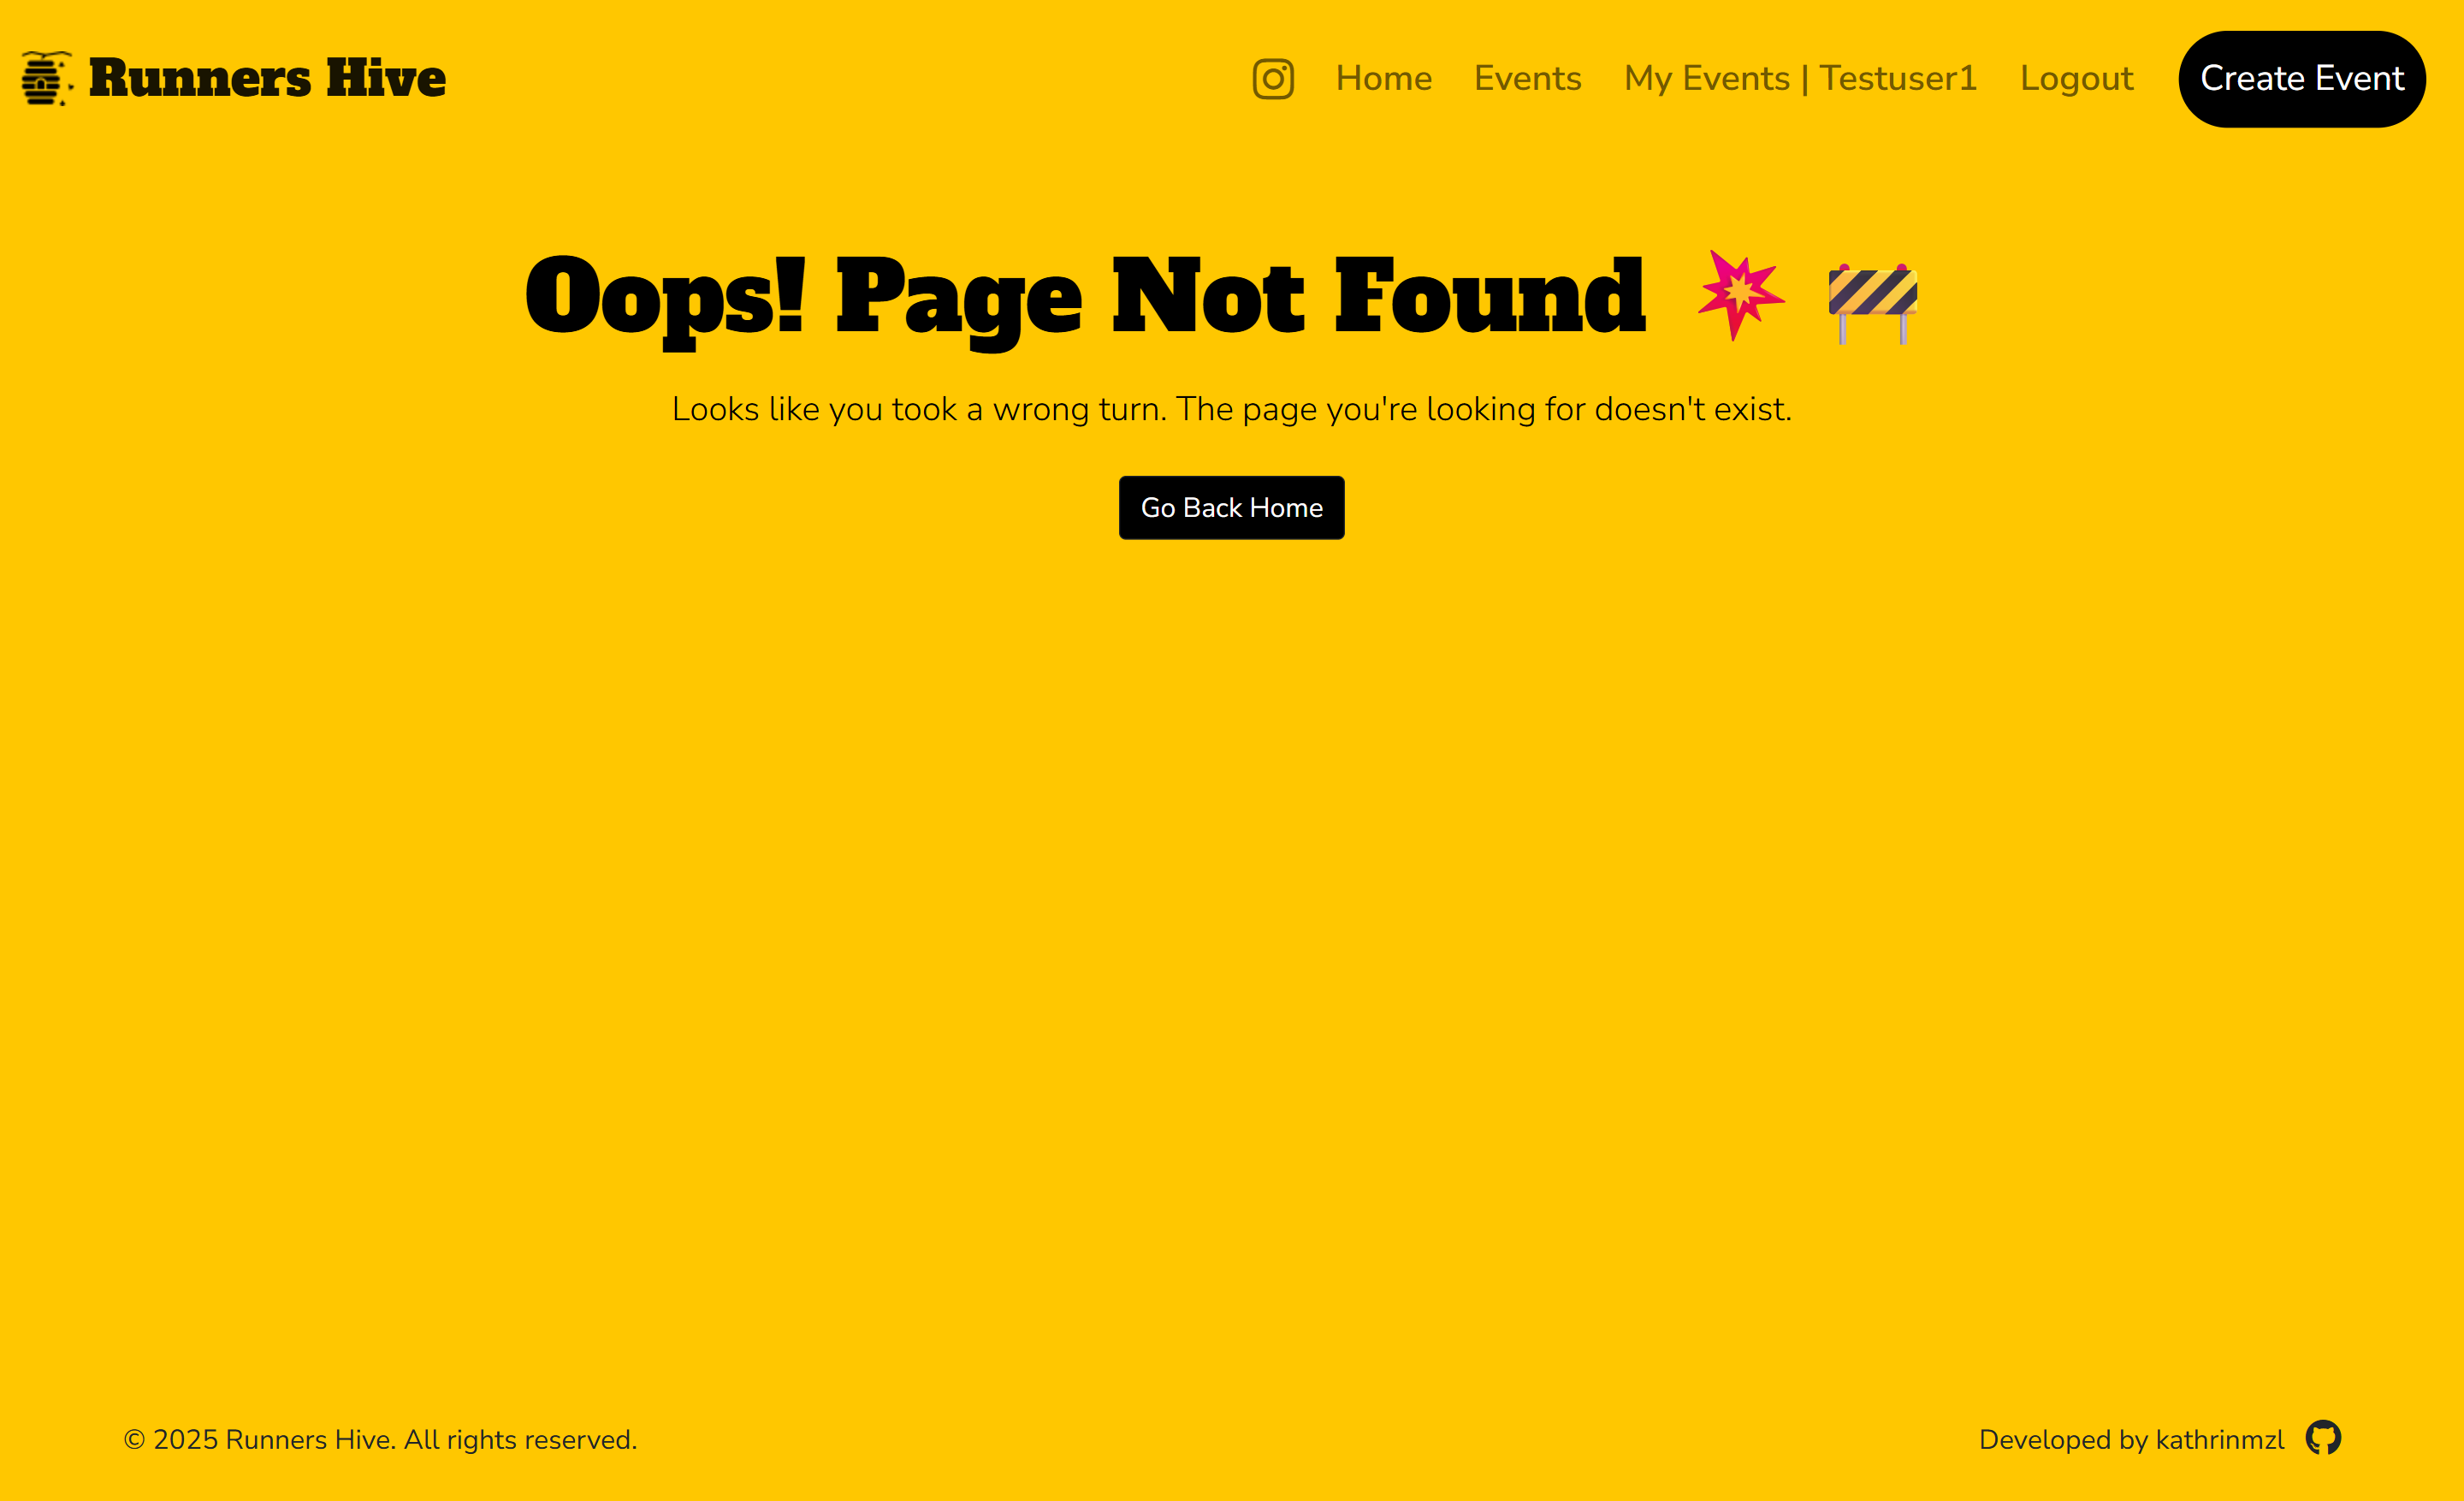 Runners Hive
Home Events My Events | Testuser1 Logout Create Event
Oops! Page Not Found 💥 🚧
Looks like you took a wrong turn. The page you're looking for doesn't exist.
Go Back Home
© 2025 Runners Hive. All rights reserved.
Developed by kathrinmzl